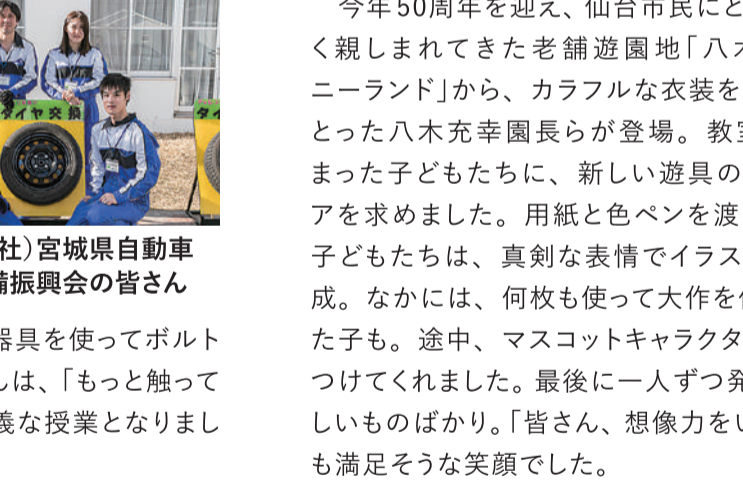 タイヤ交換
タイ
社）宮城県自動車
備振興会の皆さん
器具を使ってボルト
しは、「もっと触って
義な授業となりまし
今年50周年を迎え、仙台市民にと
く親しまれてきた老舗遊園地「八木
ニーランド」から、カラフルな衣装を
とった八木充幸園長らが登場。教室
まった子どもたちに、新しい遊具の
アを求めました。用紙と色ペンを渡
子どもたちは、真剣な表情でイラス
成。なかには、何枚も使って大作を
た子も。途中、マスコットキャラクタ
つけてくれました。最後に一人ずつ発
しいものばかり。「皆さん、想像力をい
も満足そうな笑顔でした。